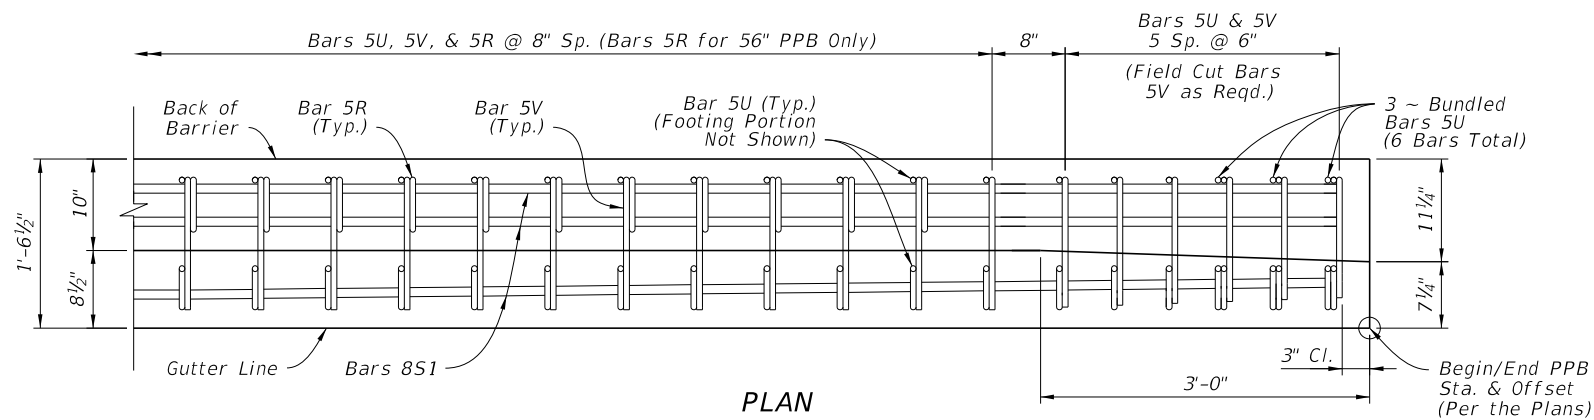 Bars 5U & 5V
5 Sp. @ 6"
(Field Cut Bars
5V as Reqd.)
Bars 5U, 5V, & 5R @ 8" Sp. (Bars 5R for 56" PPB Only)
8"
Back of
Barrier
Bar 5R
(Typ.)
Bar 5V
(Typ.)
Bar 5U (Typ.)
(Footing Portion
Not Shown)
3 ~ Bundled
Bars 5U
(6 Bars Total)
1'-6½"
10"
8½"
11¼"
7¼"
Gutter Line
Bars 8S1
3" Cl.
3'-0"
Begin/End PPB
Sta. & Offset
(Per the Plans)
PLAN